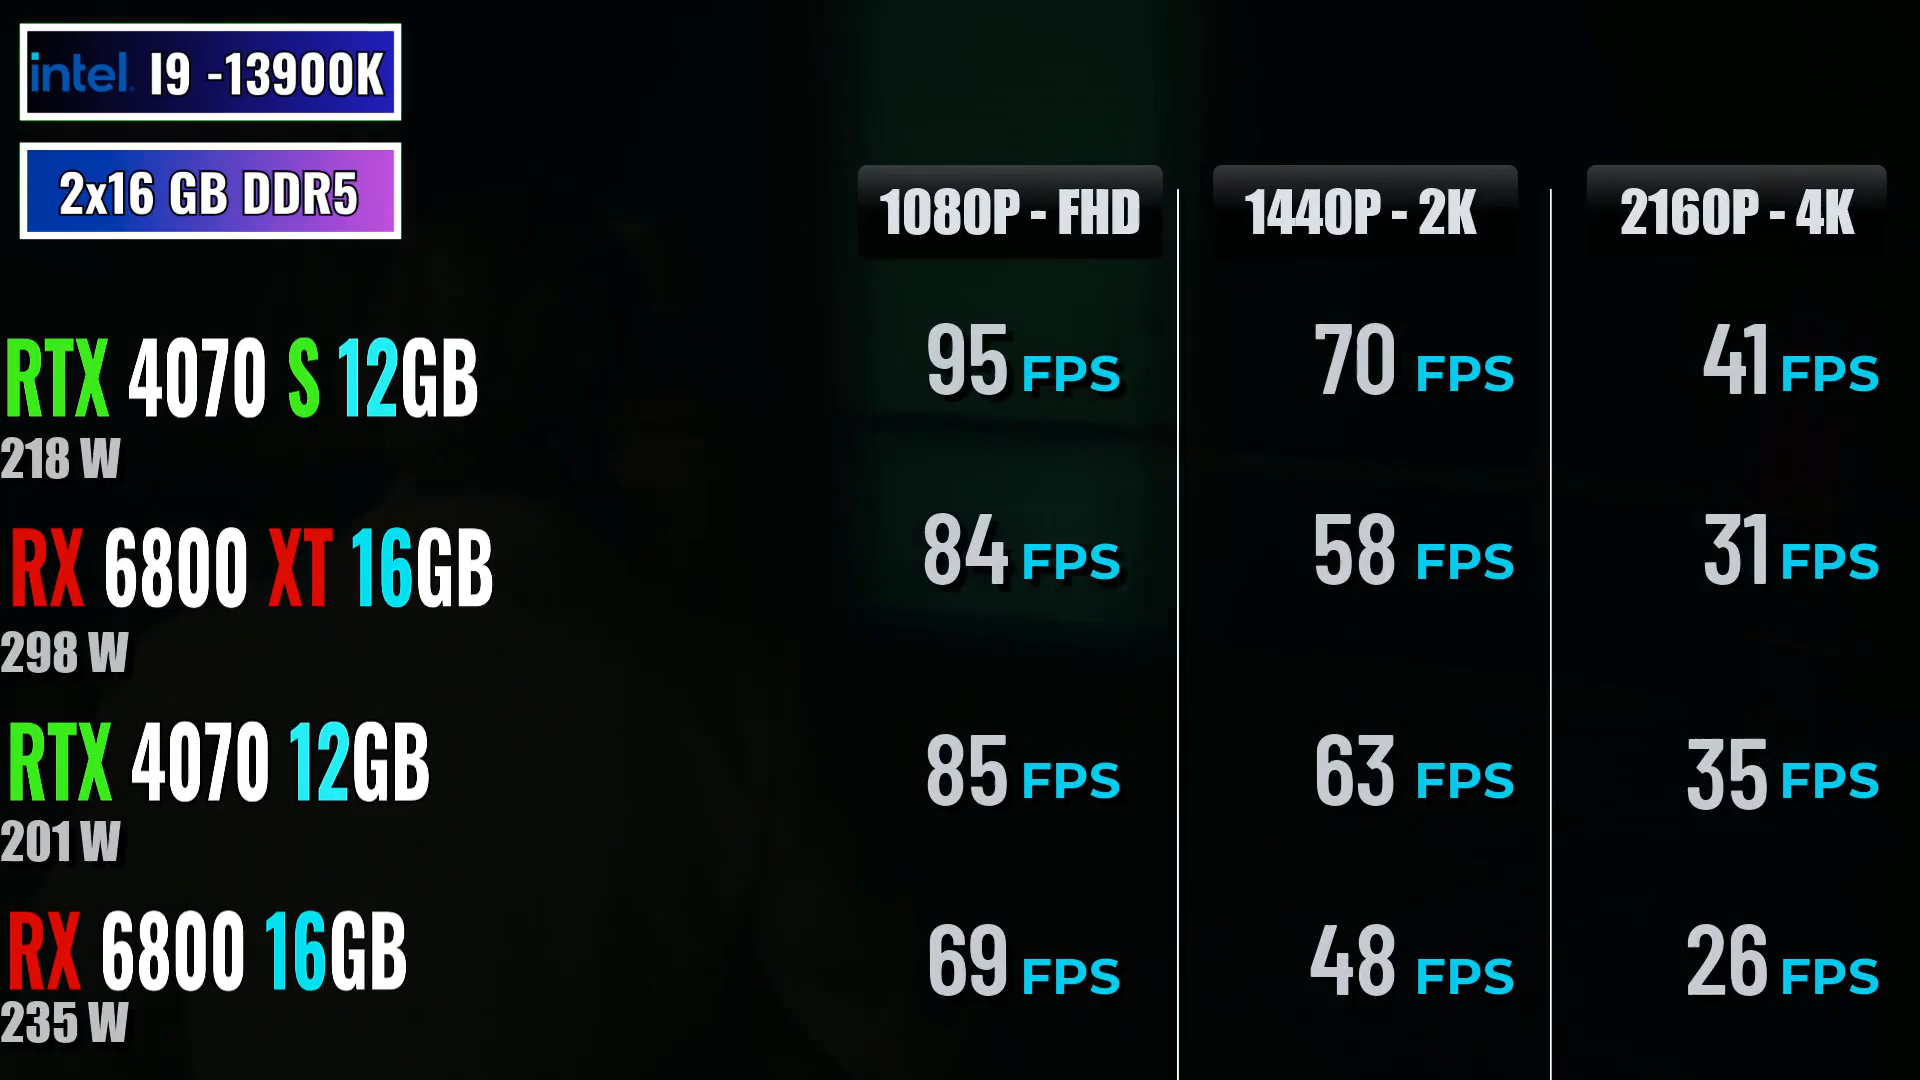 intel. I9 -13900K
2x16 GB DDR5
1080P - FHD 1440P - 2K 2160P - 4K
RTX 4070 S 12GB 95 FPS 70 FPS 41 FPS
218 W
RX 6800 XT 16GB 84 FPS 58 FPS 31 FPS
298 W
RTX 4070 12GB 85 FPS 63 FPS 35 FPS
201 W
RX 6800 16GB 69 FPS 48 FPS 26 FPS
235 W